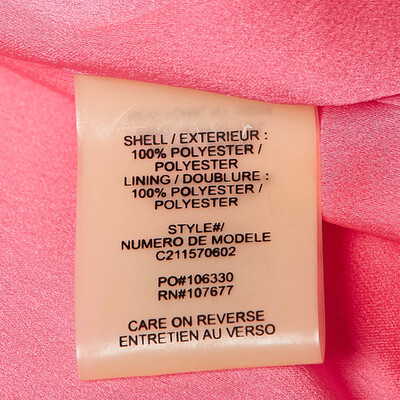 SHELL / EXTERIEUR :
100% POLYESTER /
POLYESTER
LINING / DOUBLURE :
100% POLYESTER /
POLYESTER
STYLE#/
NUMERO DE MODELE
C211570602
PO#106330
RN#107677
CARE ON REVERSE
ENTRETIEN AU VERSO